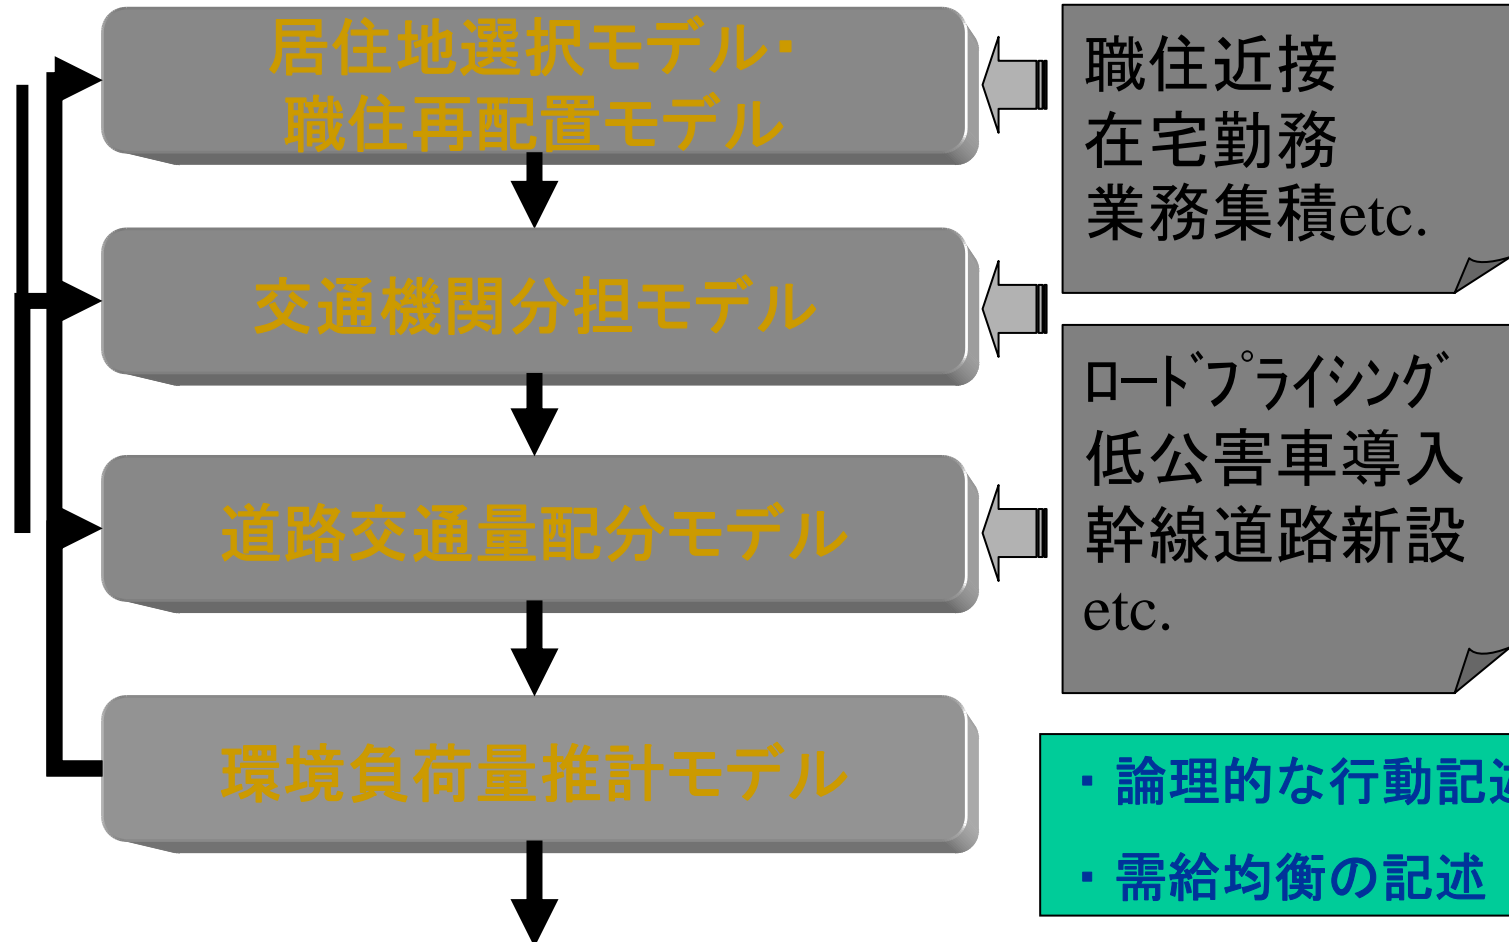 居住地選択モデル・
職住再配置モデル
交通機関分担モデル
道路交通量配分モデル
環境負荷量推計モデル
職住近接
在宅勤務
業務集積etc.
ﾛｰﾄﾞﾌﾟﾗｲｼﾝｸﾞ
低公害車導入
幹線道路新設
etc.
・論理的な行動記述
・需給均衡の記述